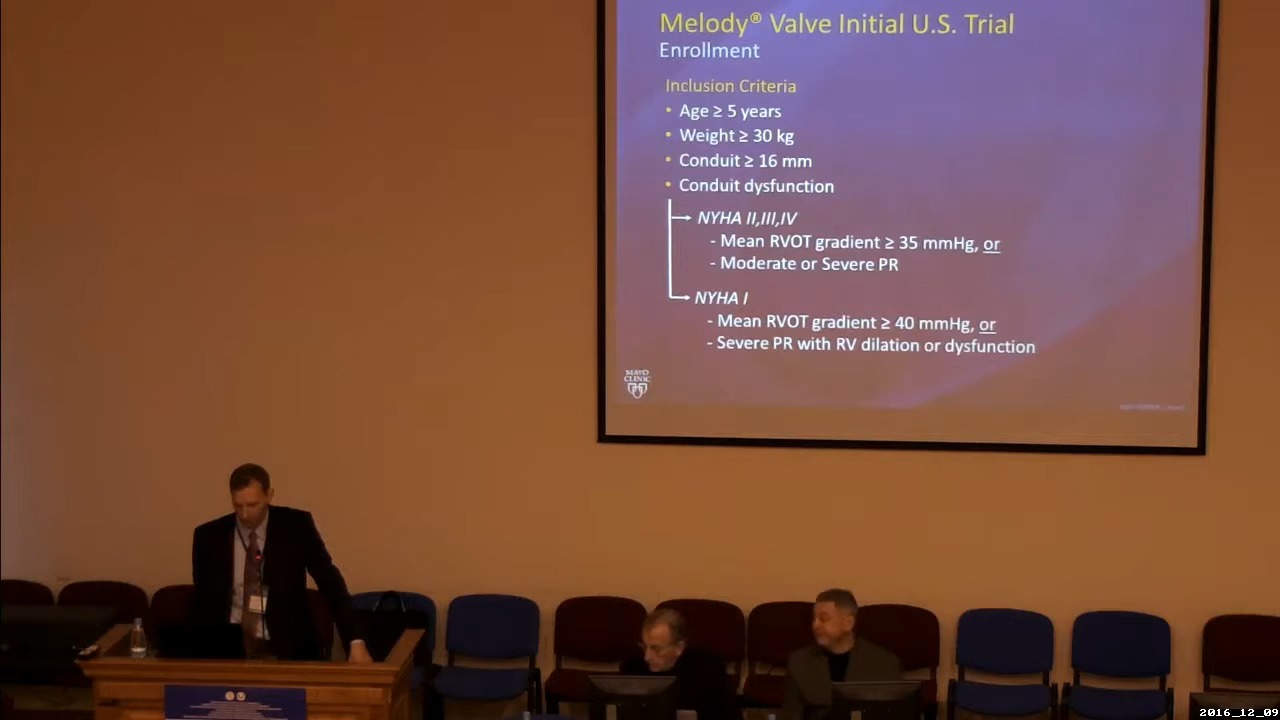 Melody® Valve Initial U.S. Trial
Enrollment
Inclusion Criteria
• Age ≥ 5 years
• Weight ≥ 30 kg
• Conduit ≥ 16 mm
• Conduit dysfunction
NYHA II,III,IV
- Mean RVOT gradient ≥ 35 mmHg, or
- Moderate or Severe PR
NYHA I
- Mean RVOT gradient ≥ 40 mmHg, or
- Severe PR with RV dilation or dysfunction
MAYO
CLINIC
2016_12_09